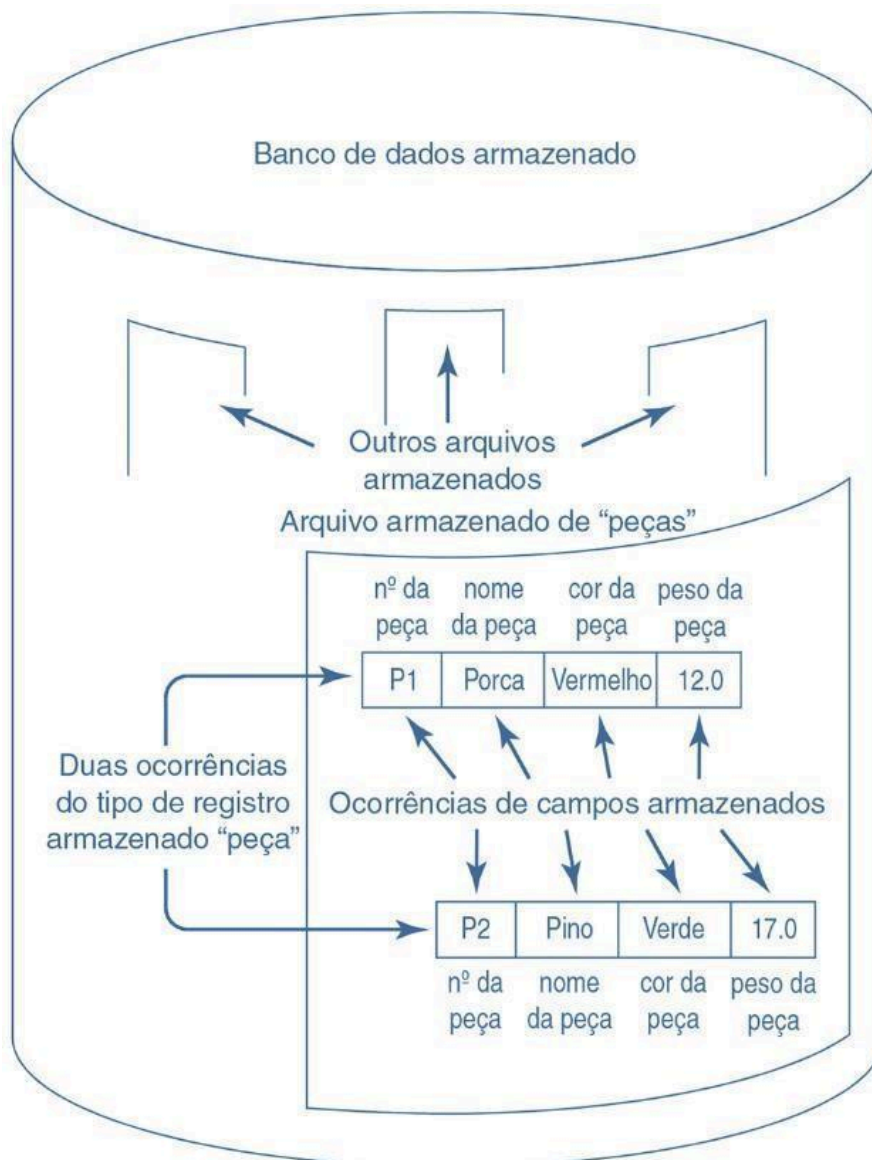 Banco de dados armazenado
Outros arquivos
armazenados
Arquivo armazenado de “peças”
nº da nome cor da peso da
peça da peça peça peça
P1 Porca Vermelho 12.0
Duas ocorrências
do tipo de registro
armazenado “peça”
Ocorrências de campos armazenados
P2 Pino Verde 17.0
nº da nome cor da peso da
peça da peça peça peça